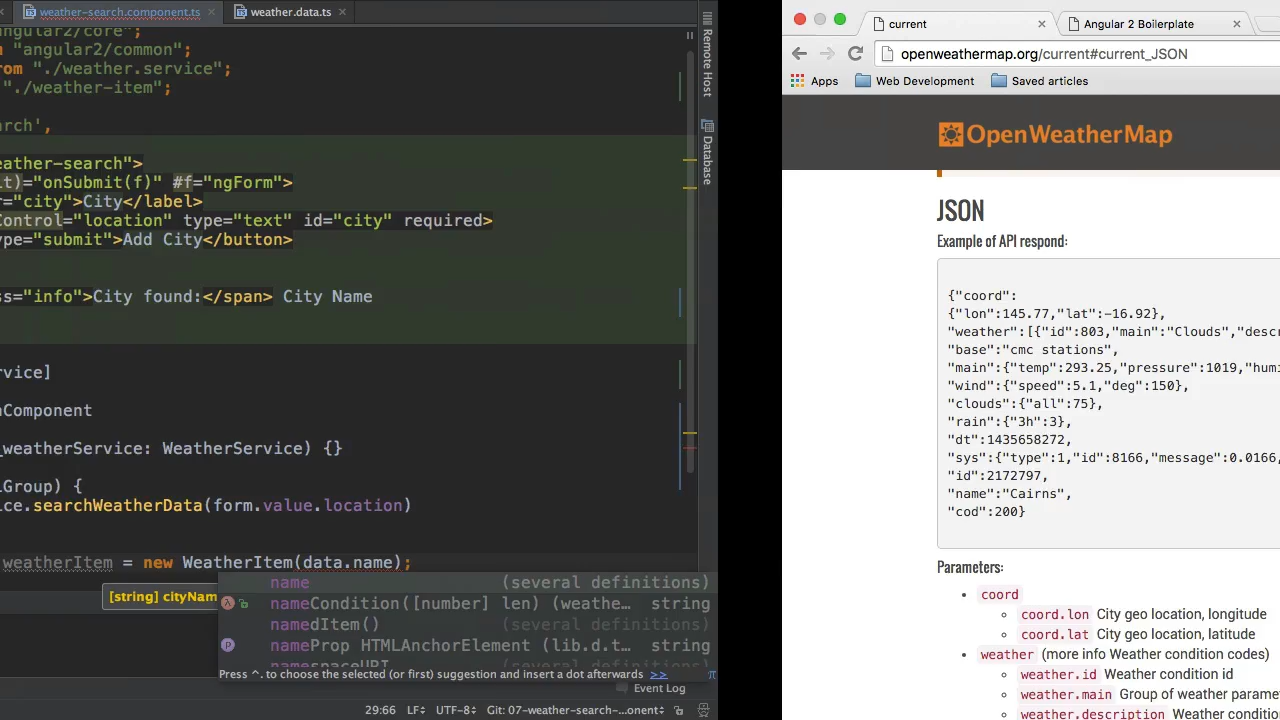 weather-search.component.ts
weather.data.ts
angular2/core";
"angular2/common";
from "./weather.service";
"./weather-item";
arch',
eather-search">
it)="onSubmit(f)" #f="ngForm">
r="city">City</label>
Control="location" type="text" id="city" required>
ype="submit">Add City</button>
ss="info">City found:</span> City Name
rvice]
hComponent
_weatherService: WeatherService) {}
lGroup) {
ice.searchWeatherData(form.value.location)
weatherItem = new WeatherItem(data.name);
[string] cityNam
name (several definitions)
nameCondition([number] len) (weathe… string
namedItem() (several definitions)
nameProp HTMLAnchorElement (lib.d.t… string
namespaceURI
Press ^. to choose the selected (or first) suggestion and insert a dot afterwards >>
π
Event Log
29:66 LF÷ UTF-8÷ Git: 07-weather-search-…onent÷
Remote Host
Database
current
Angular 2 Boilerplate
openweathermap.org/current#current_JSON
Apps
Web Development
Saved articles
OpenWeatherMap
JSON
Example of API respond:
{"coord":
{"lon":145.77,"lat":-16.92},
"weather":[{"id":803,"main":"Clouds","descr
"base":"cmc stations",
"main":{"temp":293.25,"pressure":1019,"humi
"wind":{"speed":5.1,"deg":150},
"clouds":{"all":75},
"rain":{"3h":3},
"dt":1435658272,
"sys":{"type":1,"id":8166,"message":0.0166,
"id":2172797,
"name":"Cairns",
"cod":200}
Parameters:
coord
coord.lon City geo location, longitude
coord.lat City geo location, latitude
weather (more info Weather condition codes)
weather.id Weather condition id
weather.main Group of weather parame
weather.description Weather conditio